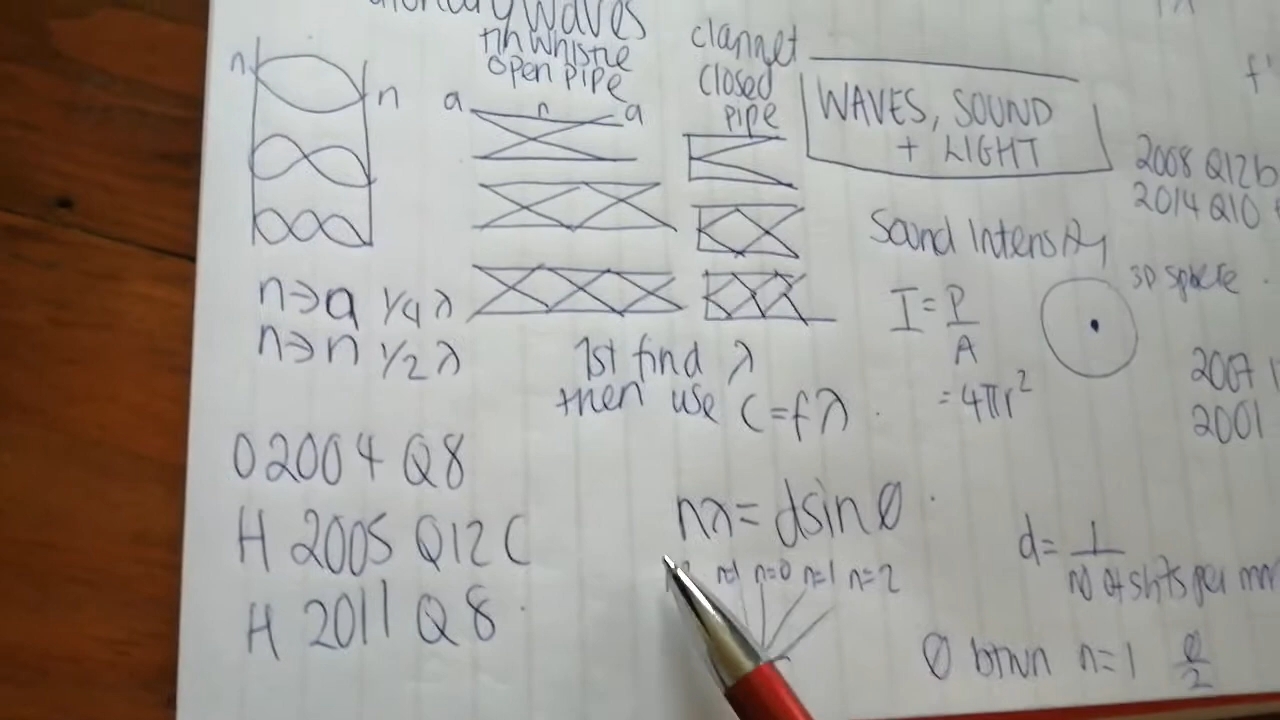 Waves
tin whistle
open pipe
clarinet
closed
pipe
n
n
a
n
a
WAVES, SOUND
+ LIGHT
2008 Q12b
2014 Q10
Sound Intensity
3D sphere
I = P
A
= 4πr²
n→a 1/4 λ
n→n 1/2 λ
1st find λ
then use c=fλ
2007
2001
O 2004 Q8
H 2005 Q12 C
H 2011 Q8
nλ = dsinθ
n=0 n=1 n=2
d = 1
no of slits per mm
θ btwn n=1 θ
2